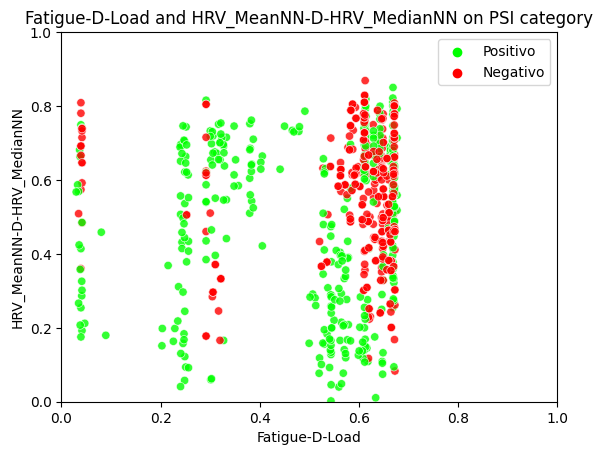 Fatigue-D-Load and HRV_MeanNN-D-HRV_MedianNN on PSI category
Positivo
Negativo
HRV_MeanNN-D-HRV_MedianNN
1.0
0.8
0.6
0.4
0.2
0.0
0.0 0.2 0.4 0.6 0.8 1.0
Fatigue-D-Load